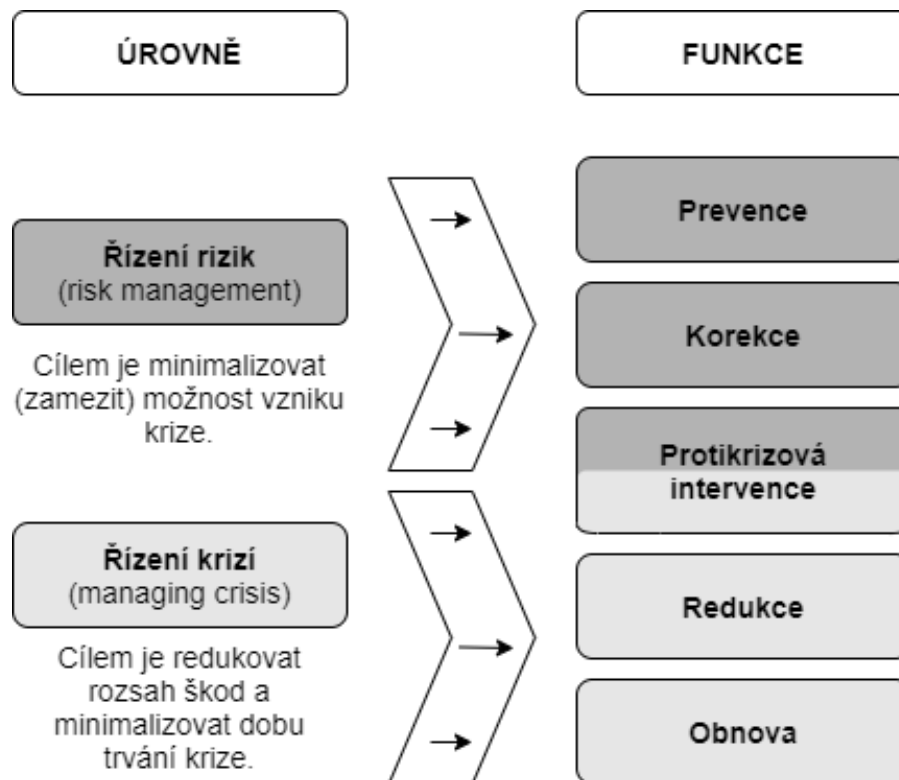 ÚROVNĚ
FUNKCE
Řízení rizik
(risk management)
Cílem je minimalizovat
(zamezit) možnost vzniku
krize.
Řízení krizí
(managing crisis)
Cílem je redukovat
rozsah škod a
minimalizovat dobu
trvání krize.
Prevence
Korekce
Protikrizová
intervence
Redukce
Obnova